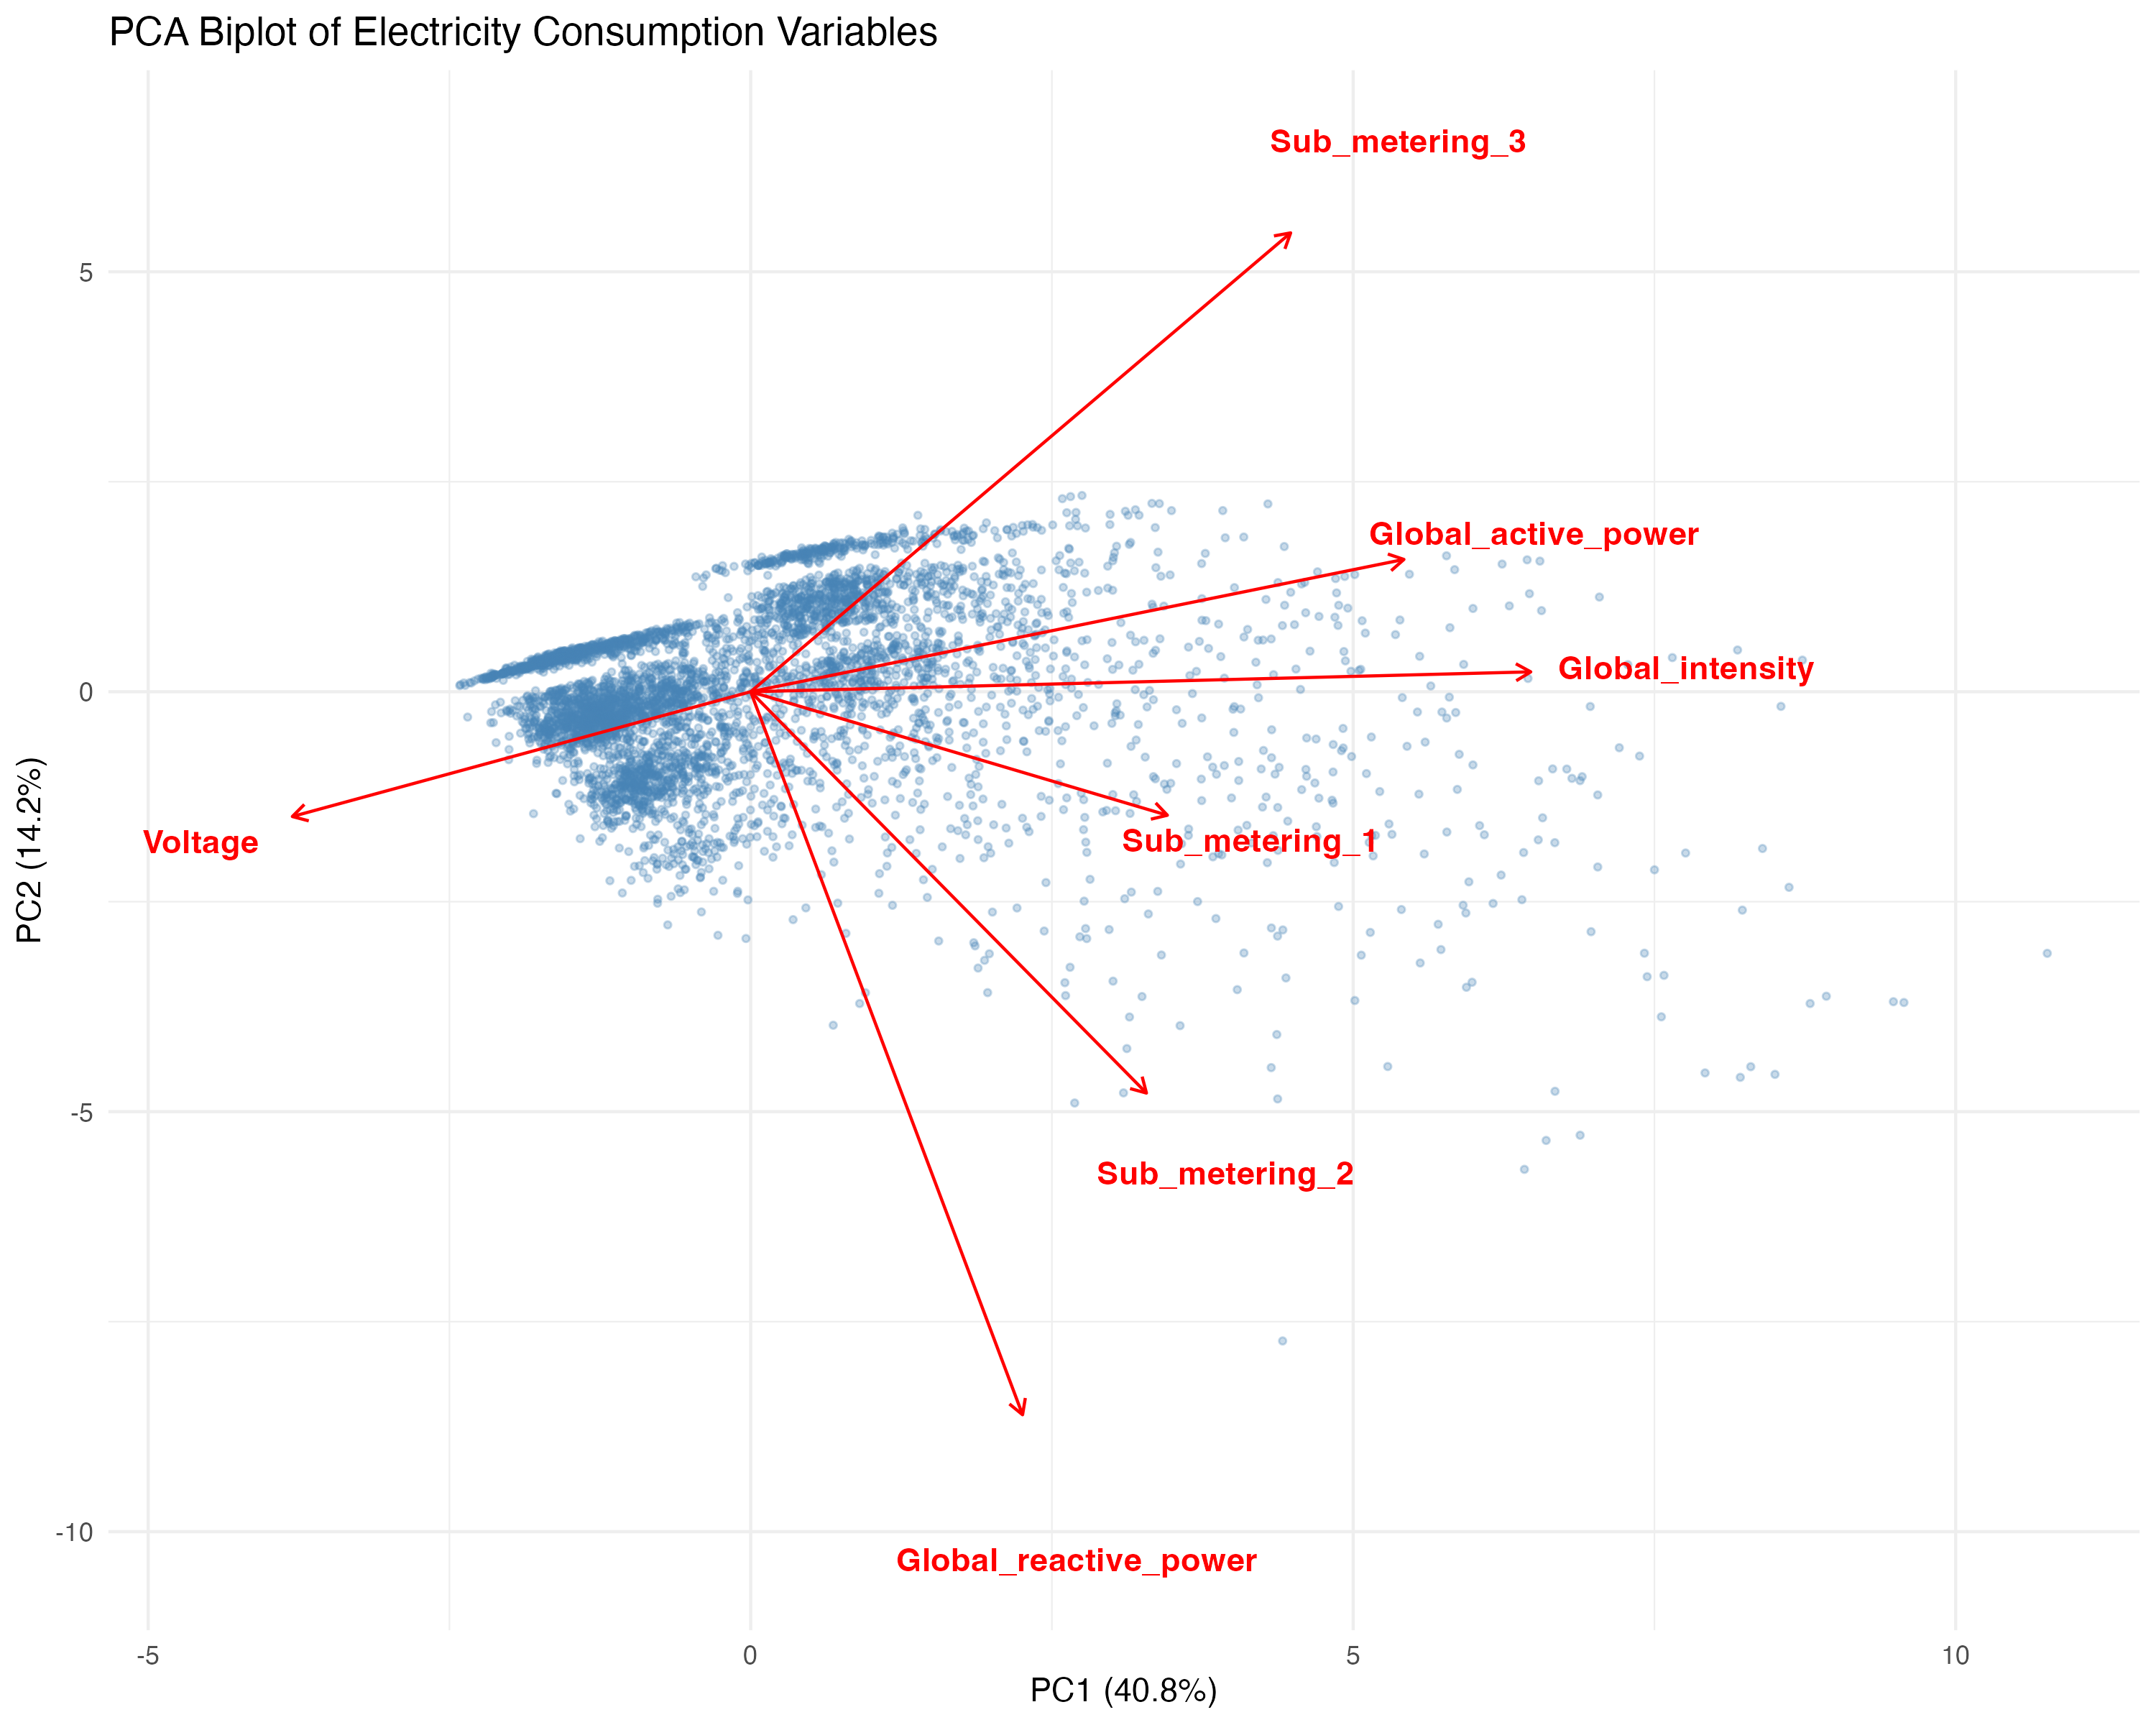 PCA Biplot of Electricity Consumption Variables
Sub_metering_3
Global_active_power
Global_intensity
Voltage
Sub_metering_1
Sub_metering_2
Global_reactive_power
5
0
-5
-10
PC2 (14.2%)
-5
0
5
10
PC1 (40.8%)